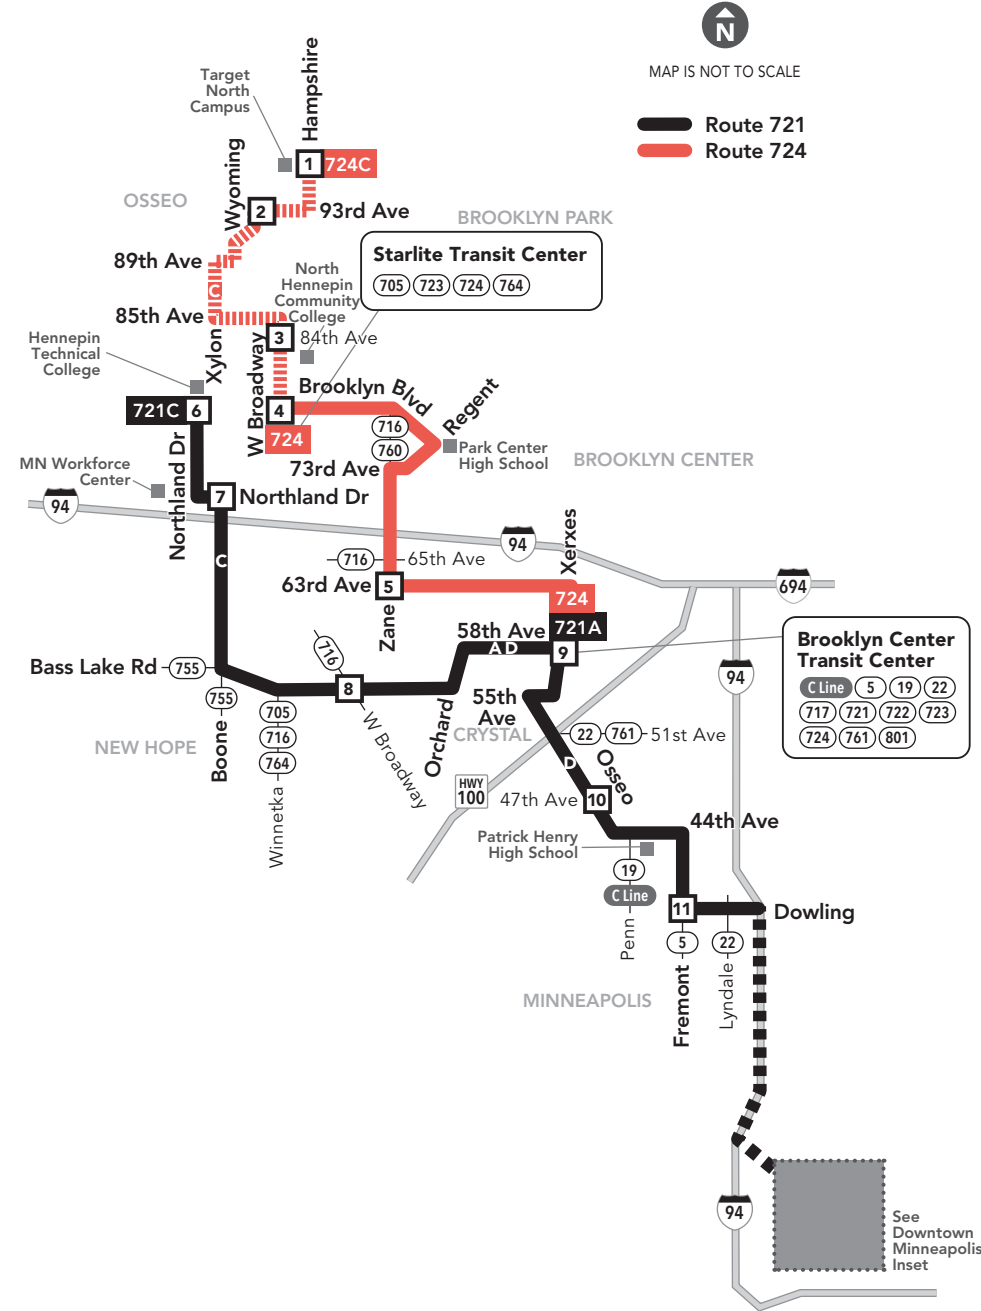 N
MAP IS NOT TO SCALE
Route 721
Route 724
Target
North
Campus
Hampshire
1
724C
Wyoming
2
93rd Ave
OSSEO
BROOKLYN PARK
Starlite Transit Center
705 723 724 764
89th Ave
C
85th Ave
North
Hennepin
Community
College
3
84th Ave
Hennepin
Technical
College
Xylon
W Broadway
721C 6
4
724
Brooklyn Blvd
Regent
716
760
Park Center
High School
73rd Ave
BROOKLYN CENTER
MN Workforce
Center
Northland Dr
7
Northland Dr
94
94
Xerxes
C
716
65th Ave
63rd Ave
5
Zane
694
724
721A
58th Ave
A D
9
Brooklyn Center
Transit Center
C Line 5 19 22
717 721 722 723
724 761 801
94
Bass Lake Rd
755
755
Boone
716
8
W Broadway
705
716
764
Winnetka
NEW HOPE
Orchard
55th
Ave
CRYSTAL
22 761
51st Ave
D
Osseo
HWY
100
47th Ave
10
44th Ave
Patrick Henry
High School
19
C Line
Penn
11
Dowling
5
22
Fremont
Lyndale
MINNEAPOLIS
94
See
Downtown
Minneapolis
Inset